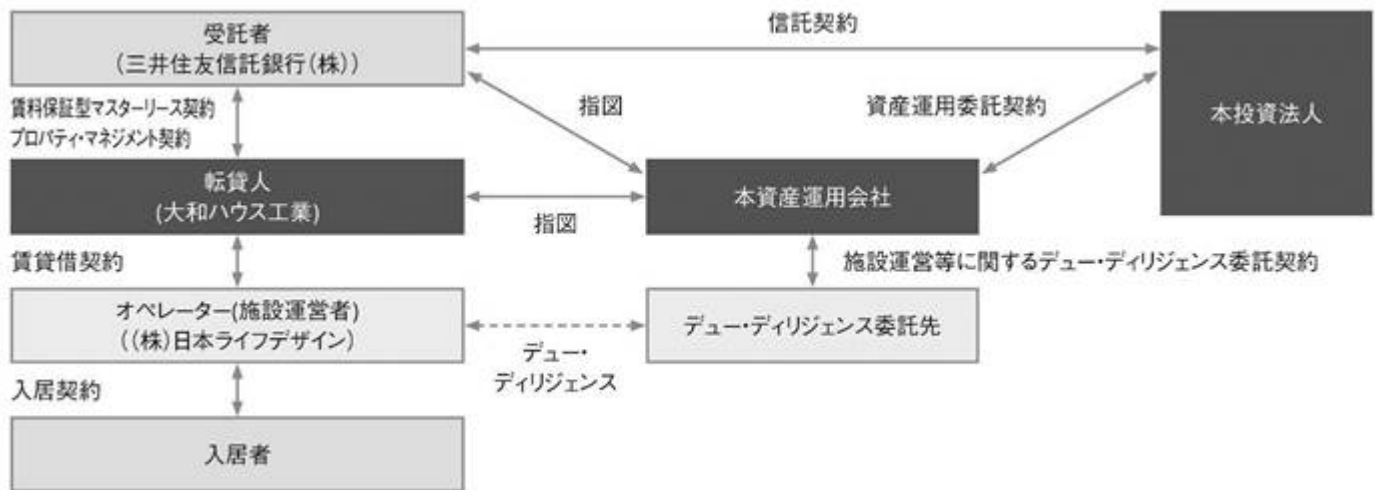 受託者
(三井住友信託銀行(株))
信託契約
本投資法人
賃料保証型マスターリース契約
プロパティ・マネジメント契約
指図
資産運用委託契約
転貸人
(大和ハウス工業)
指図
本資産運用会社
賃貸借契約
施設運営等に関するデュー・ディリジェンス委託契約
オペレーター(施設運営者)
((株)日本ライフデザイン)
デュー・
ディリジェンス
デュー・ディリジェンス委託先
入居契約
入居者